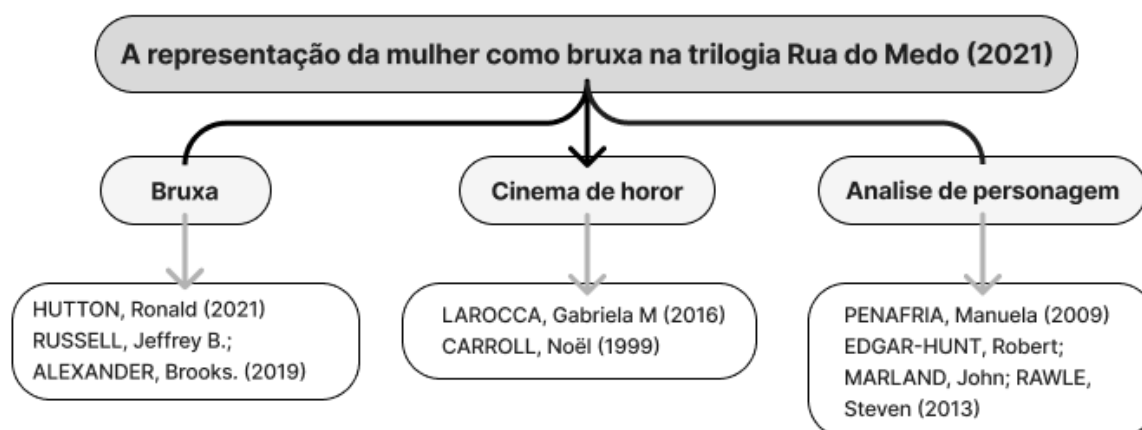 A representação da mulher como bruxa na trilogia Rua do Medo (2021)
Bruxa
Cinema de horor
Analise de personagem
HUTTON, Ronald (2021)
RUSSELL, Jeffrey B.;
ALEXANDER, Brooks. (2019)
LAROCCA, Gabriela M (2016)
CARROLL, Noël (1999)
PENAFRIA, Manuela (2009)
EDGAR-HUNT, Robert;
MARLAND, John; RAWLE,
Steven (2013)